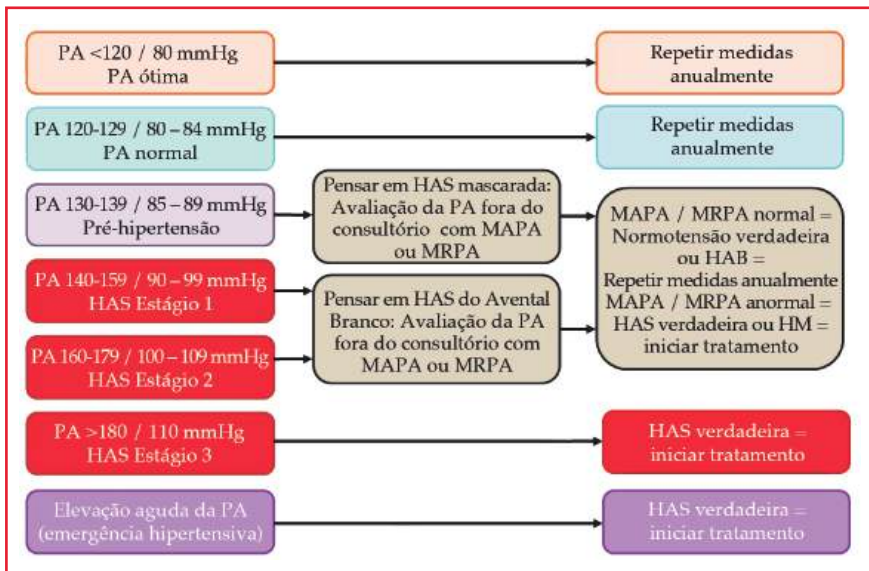 PA <120 / 80 mmHg
PA ótima
Repetir medidas
anualmente
PA 120-129 / 80 – 84 mmHg
PA normal
Repetir medidas
anualmente
PA 130-139 / 85 – 89 mmHg
Pré-hipertensão
Pensar em HAS mascarada:
Avaliação da PA fora do
consultório com MAPA
ou MRPA
MAPA / MRPA normal =
Normotensão verdadeira
ou HAB =
Repetir medidas anualmente
MAPA / MRPA anormal =
HAS verdadeira ou HM =
iniciar tratamento
PA 140-159 / 90 – 99 mmHg
HAS Estágio 1
Pensar em HAS do Avental
Branco: Avaliação da PA
fora do consultório com
MAPA ou MRPA
PA 160-179 / 100 – 109 mmHg
HAS Estágio 2
PA >180 / 110 mmHg
HAS Estágio 3
HAS verdadeira =
iniciar tratamento
Elevação aguda da PA
(emergência hipertensiva)
HAS verdadeira =
iniciar tratamento